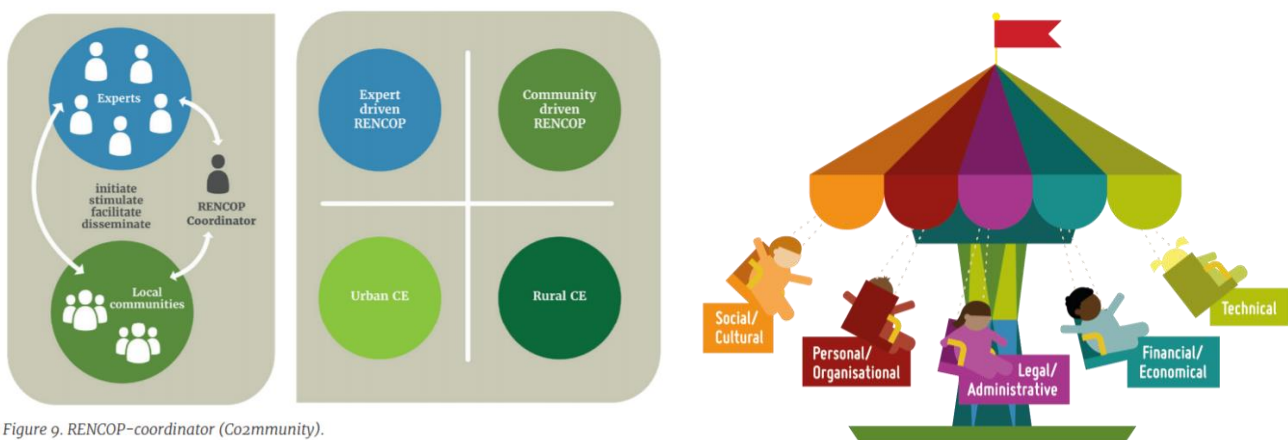 Experts
initiate
stimulate
facilitate
disseminate
RENCOP
Coordinator
Local
communities
Expert
driven
RENCOP
Community
driven
RENCOP
Urban CE
Rural CE
Figure 9. RENCOP-coordinator (Co2mmunity).
Social/
Cultural
Personal/
Organisational
Legal/
Administrative
Financial/
Economical
Technical